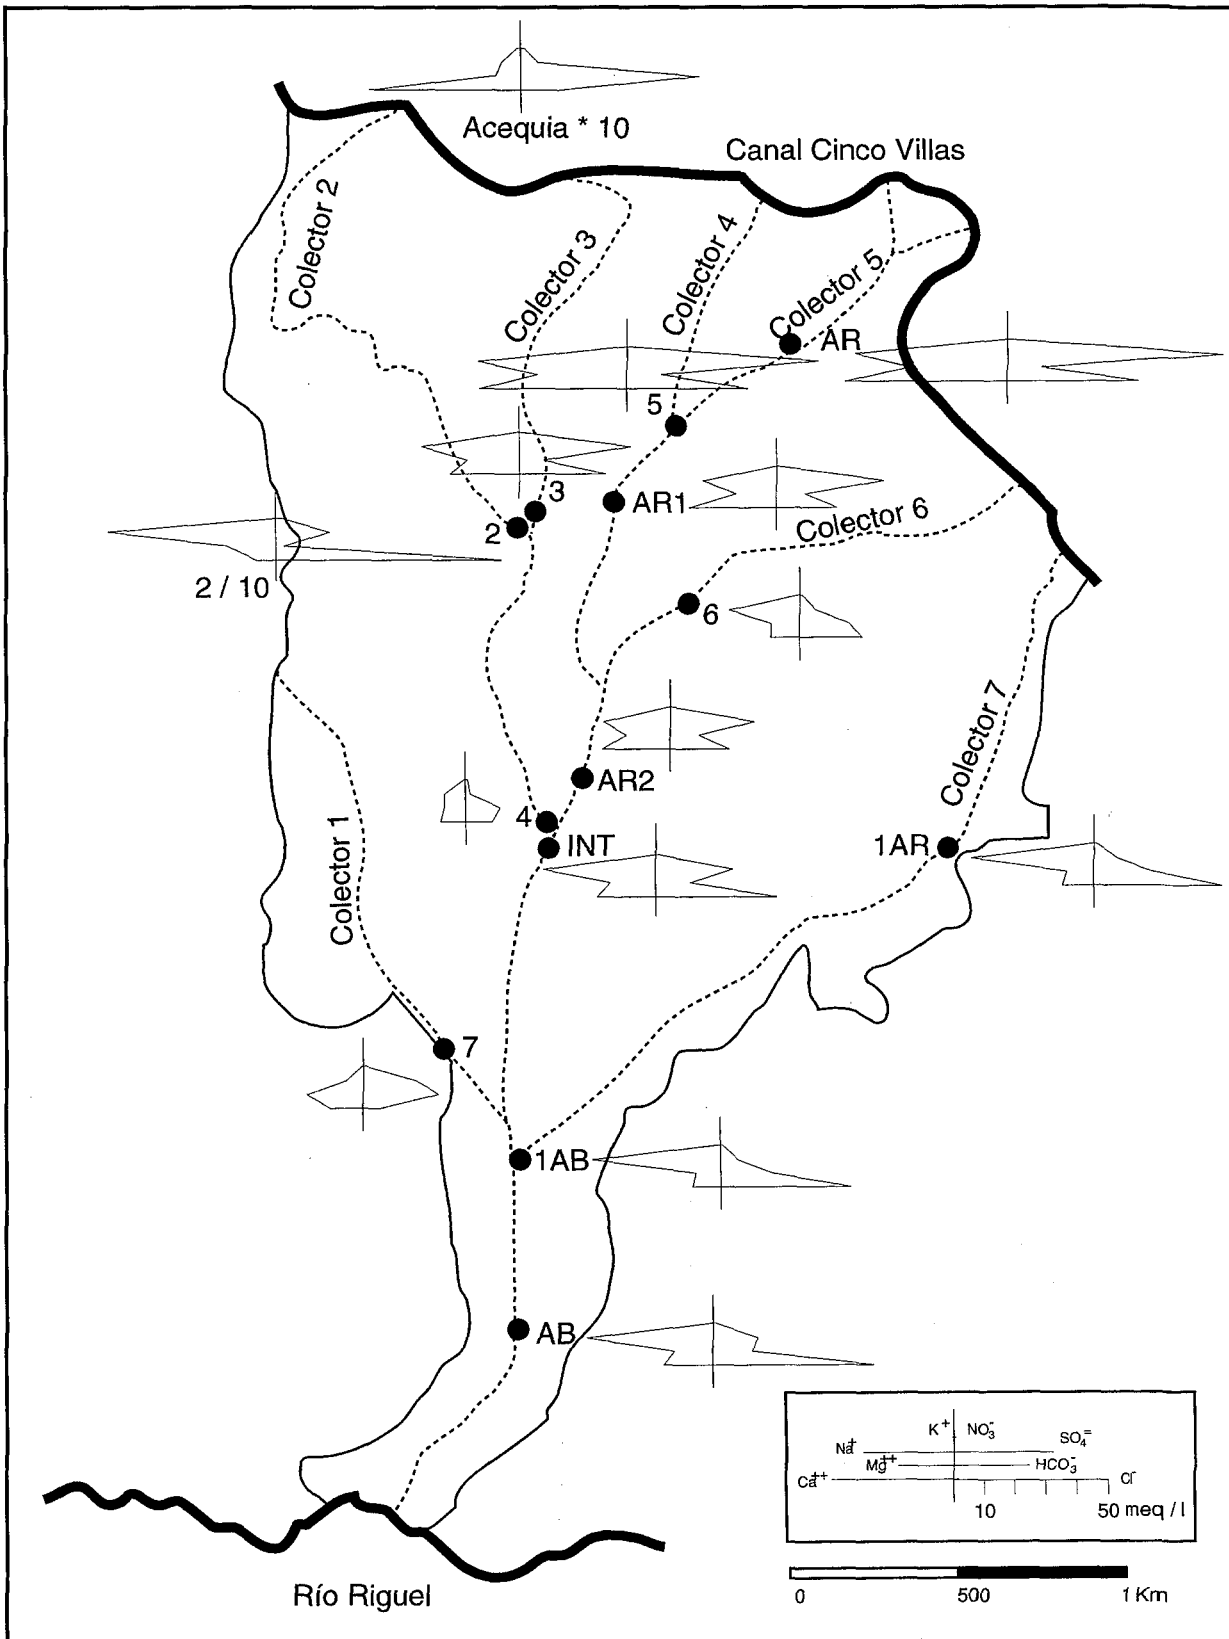 Acequia * 10
Canal Cinco Villas
Colector 2
Colector 3
Colector 4
Colector 5
AR
5
3
2
AR1
Colector 6
2 / 10
6
Colector 7
AR2
4
INT
1AR
Colector 1
7
1AB
AB
K+ NO3-
Na+ SO4=
Mg++ HCO3-
Ca++ Cl-
10 50 meq / l
0 500 1 Km
Río Riguel